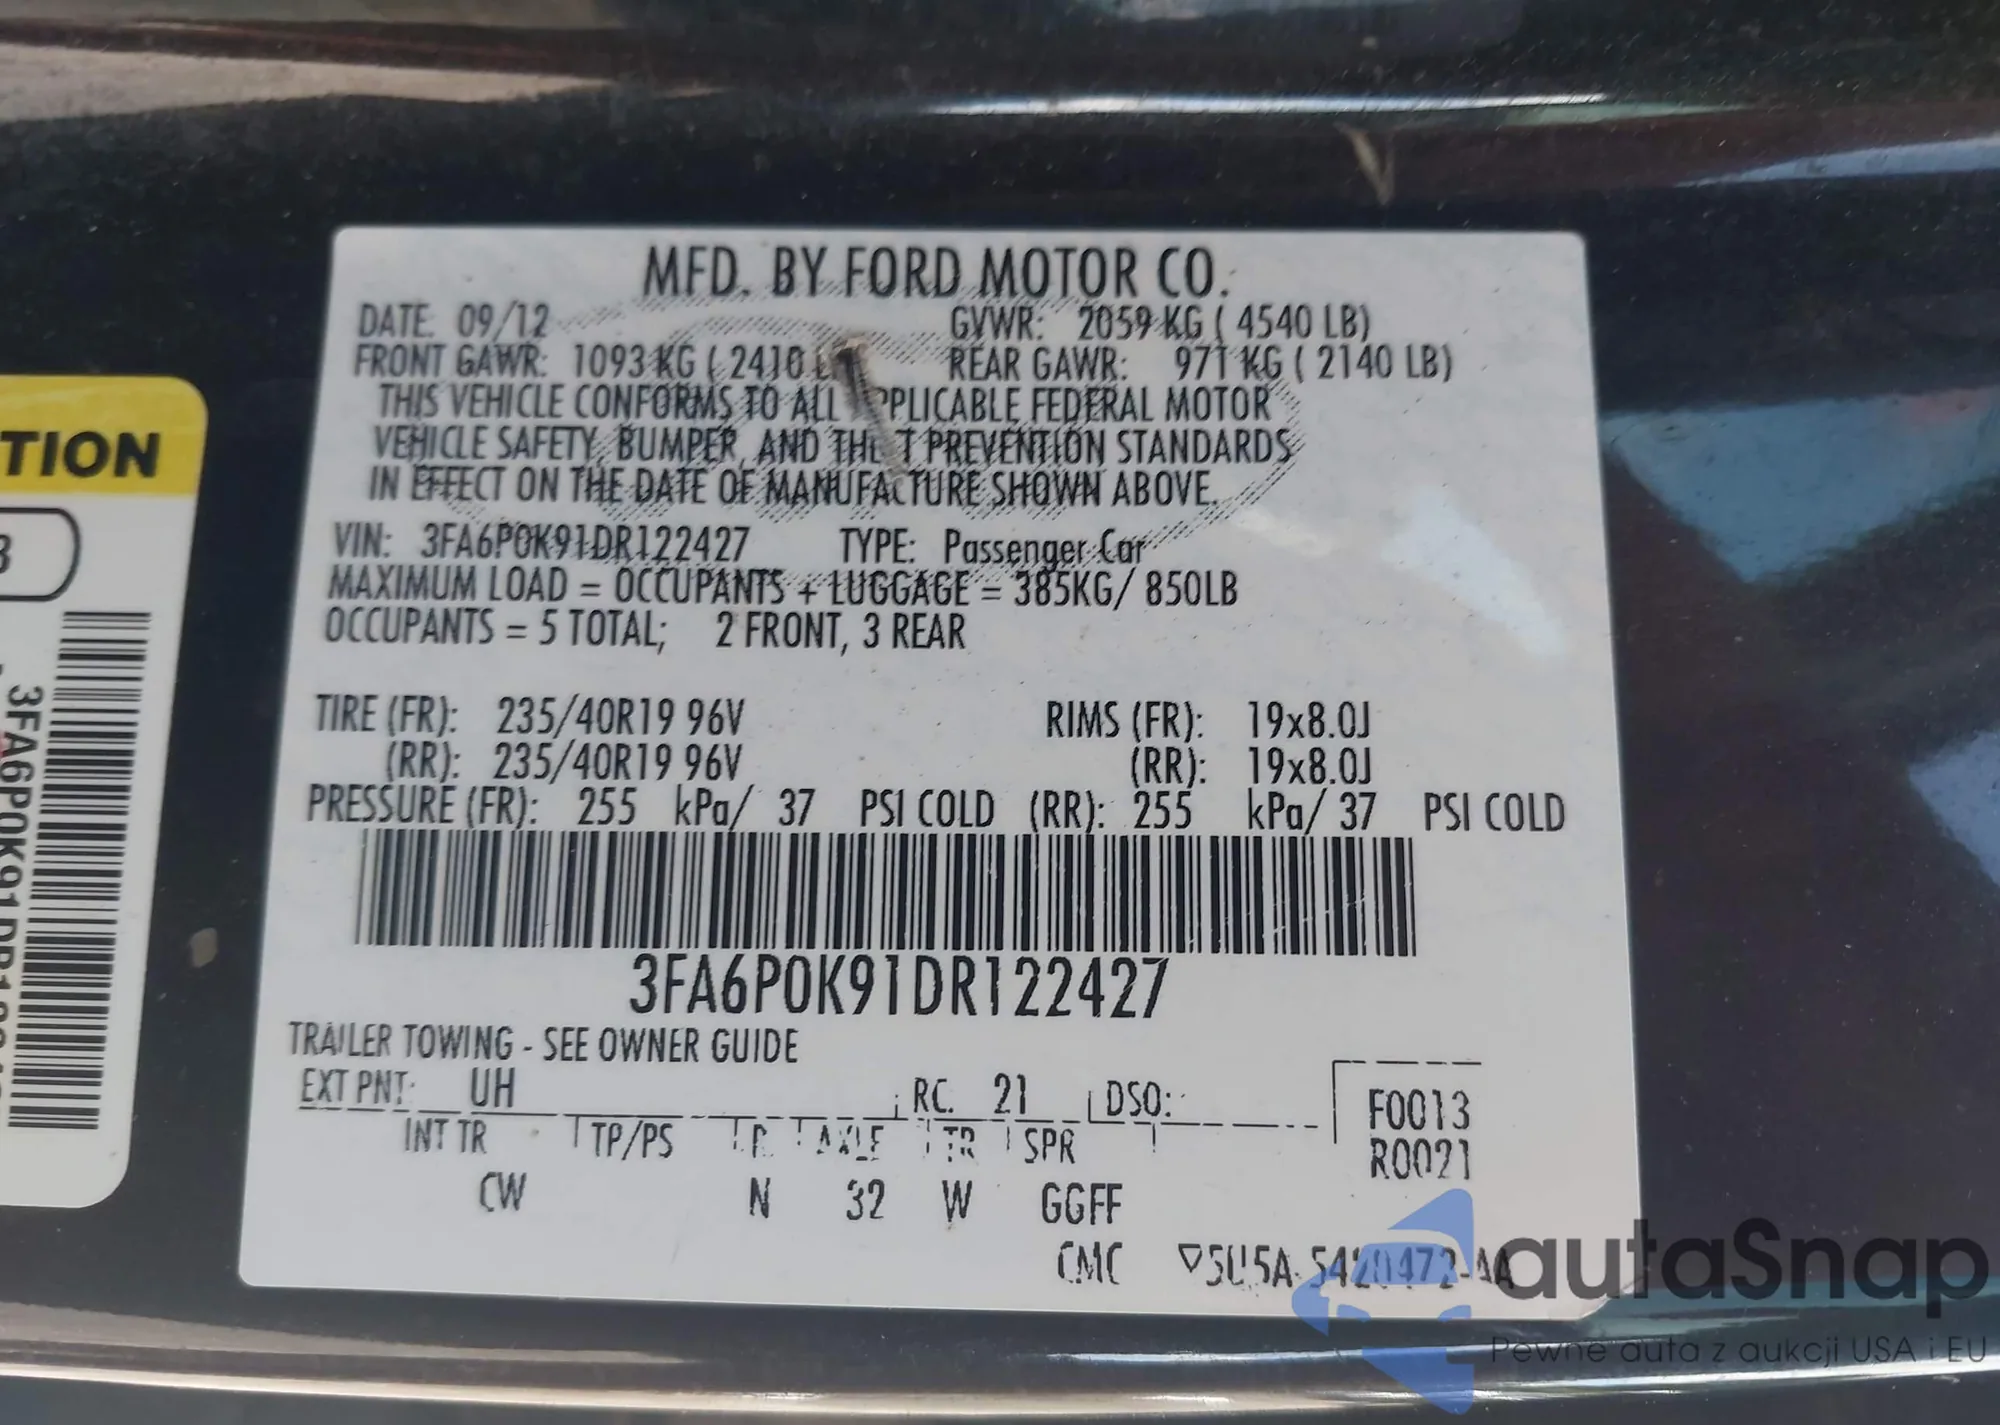 MFD. BY FORD MOTOR CO.
DATE: 09/12 GVWR: 2059 KG ( 4540 LB)
FRONT GAWR: 1093 KG ( 2410 REAR GAWR: 971 KG ( 2140 LB)
THIS VEHICLE CONFORMS TO ALL APPLICABLE FEDERAL MOTOR
VEHICLE SAFETY, BUMPER, AND THEFT PREVENTION STANDARDS
IN EFFECT ON THE DATE OF MANUFACTURE SHOWN ABOVE.
VIN: 3FA6P0K91DR122427 TYPE: Passenger Car
MAXIMUM LOAD = OCCUPANTS + LUGGAGE = 385KG/ 850LB
OCCUPANTS = 5 TOTAL; 2 FRONT, 3 REAR
TIRE (FR): 235/40R19 96V RIMS (FR): 19x8.0J
(RR): 235/40R19 96V (RR): 19x8.0J
PRESSURE (FR): 255 kPa/ 37 PSI COLD (RR): 255 kPa/ 37 PSI COLD
3FA6P0K91DR122427
TRAILER TOWING - SEE OWNER GUIDE
EXT PNT: UH RC: 21 DSO: F0013
INT TR TP/PS R AXLE TR SPR R0021
CW N 32 W GGFF
CMC ▽5U5A-5420472-AA
TION
3
3FA6P0K91DR1224
autaSnap
Pewne auta z aukcji USA i EU